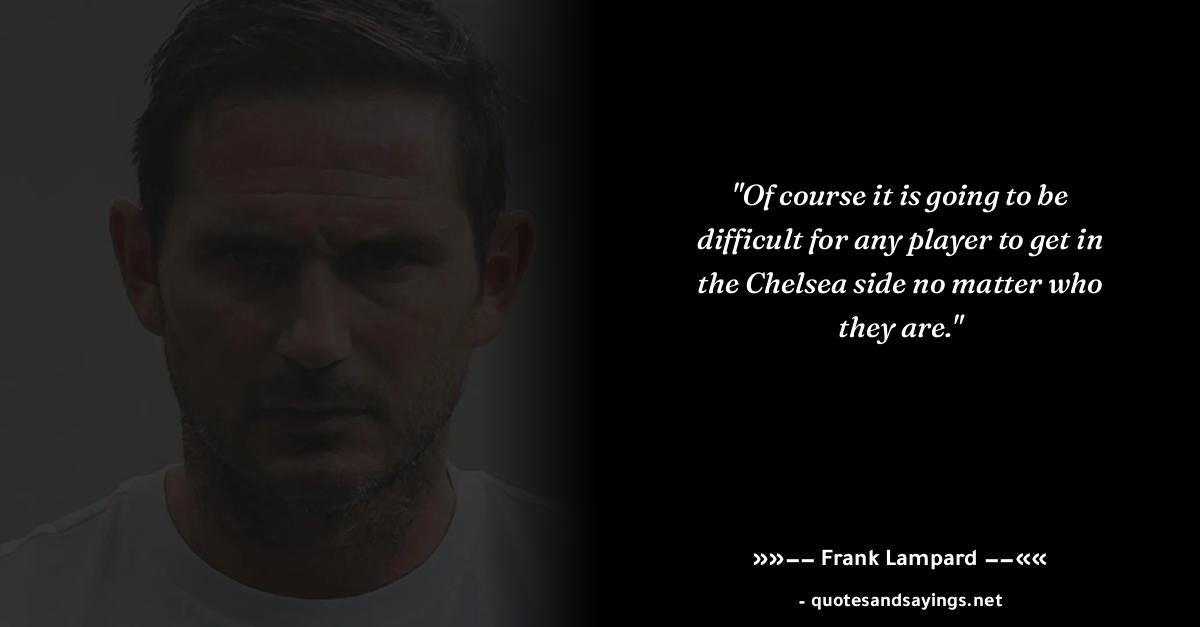 "Of course it is going to be
difficult for any player to get in
the Chelsea side no matter who
they are."
»»−− Frank Lampard −−««
- quotesandsayings.net